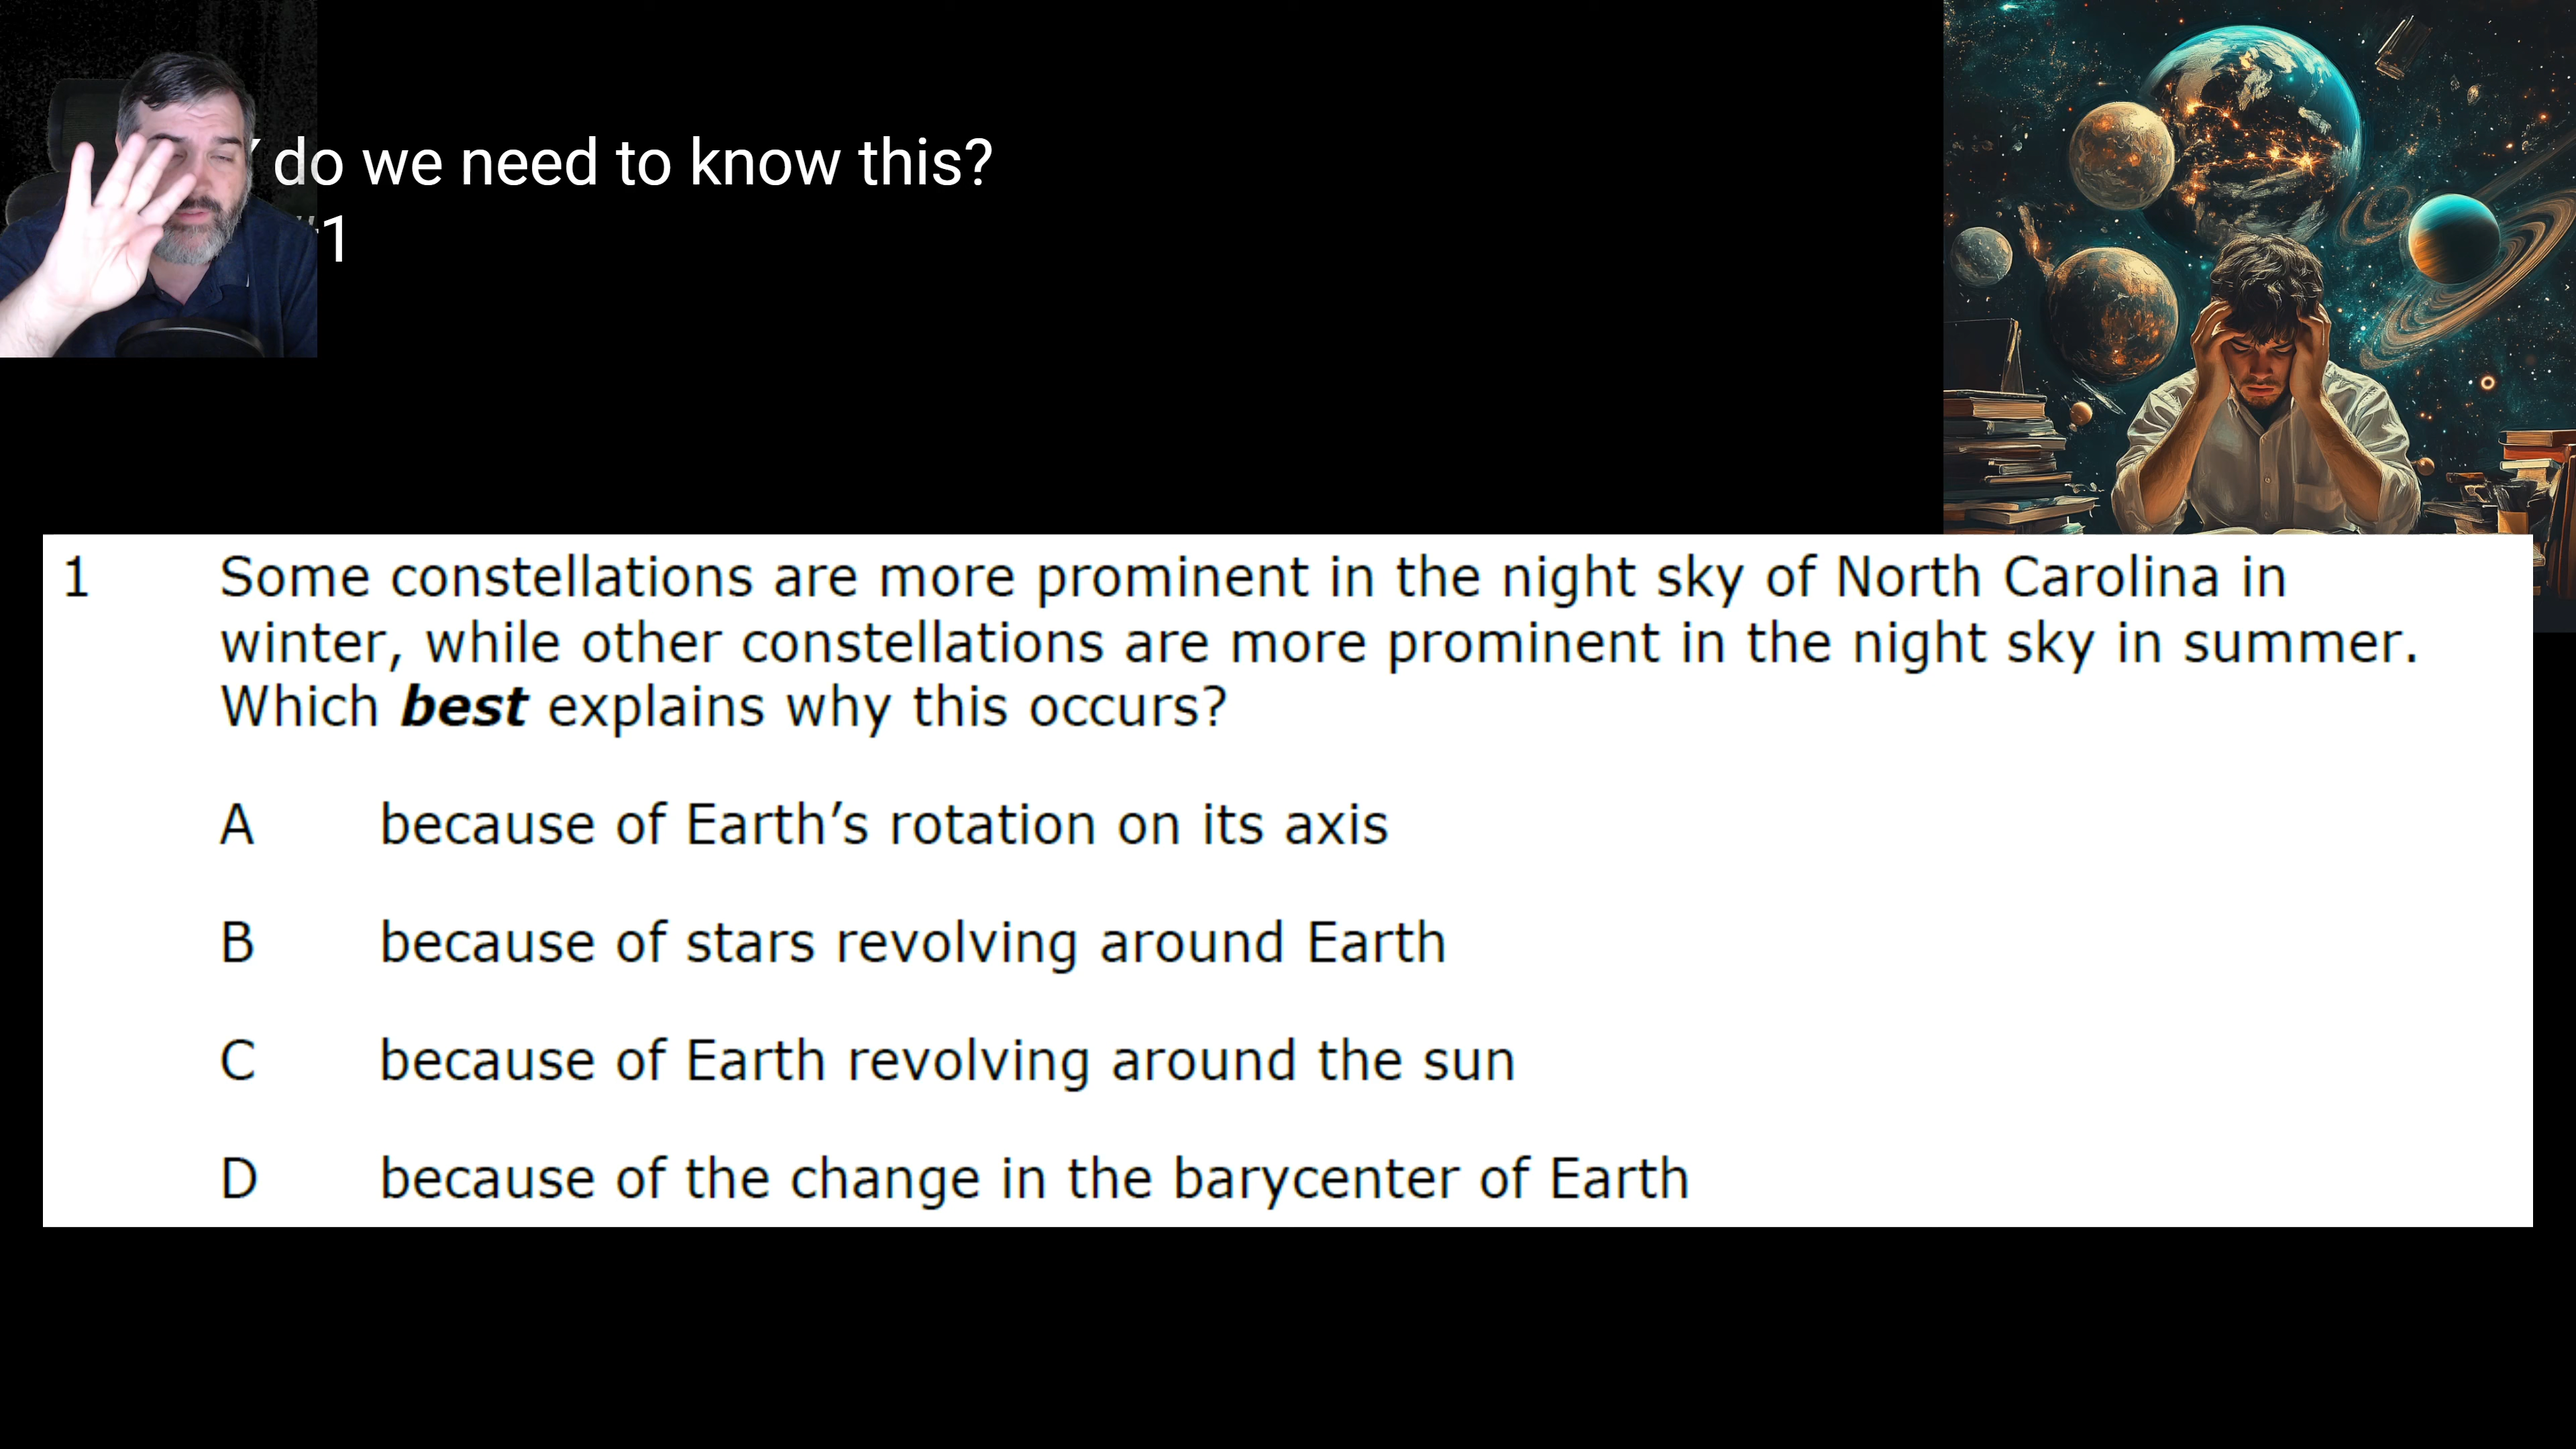 do we need to know this?
1
1 Some constellations are more prominent in the night sky of North Carolina in
winter, while other constellations are more prominent in the night sky in summer.
Which best explains why this occurs?
A because of Earth’s rotation on its axis
B because of stars revolving around Earth
C because of Earth revolving around the sun
D because of the change in the barycenter of Earth